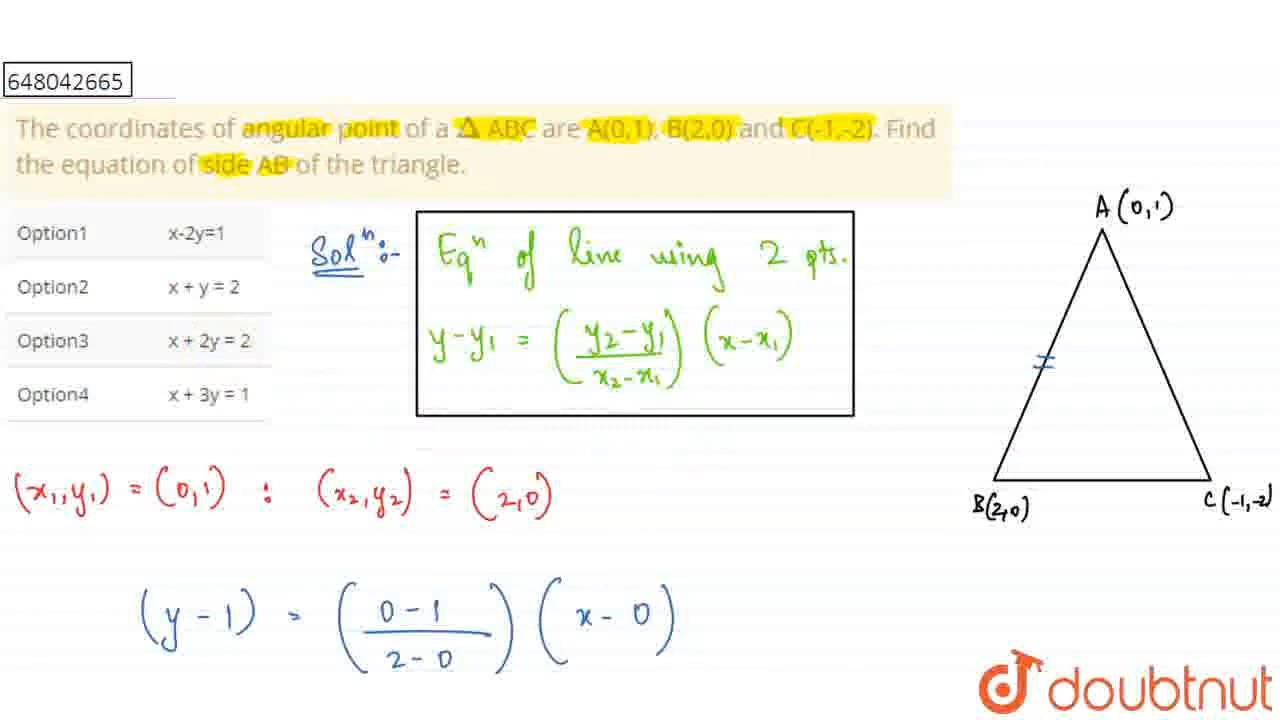 648042665
The coordinates of angular point of a Δ ABC are A(0,1), B(2,0) and C(-1,-2). Find
the equation of side AB of the triangle.
Option1 x-2y=1
Option2 x + y = 2
Option3 x + 2y = 2
Option4 x + 3y = 1
Solⁿ :-
Eqⁿ of line using 2 pts.
y-y₁ = (y₂-y₁/x₂-x₁) (x-x₁)
A (0,1)
B(2,0)
C (-1,-2)
(x₁,y₁) = (0,1) : (x₂,y₂) = (2,0)
(y-1) = (0-1/2-0) (x-0)
doubtnut